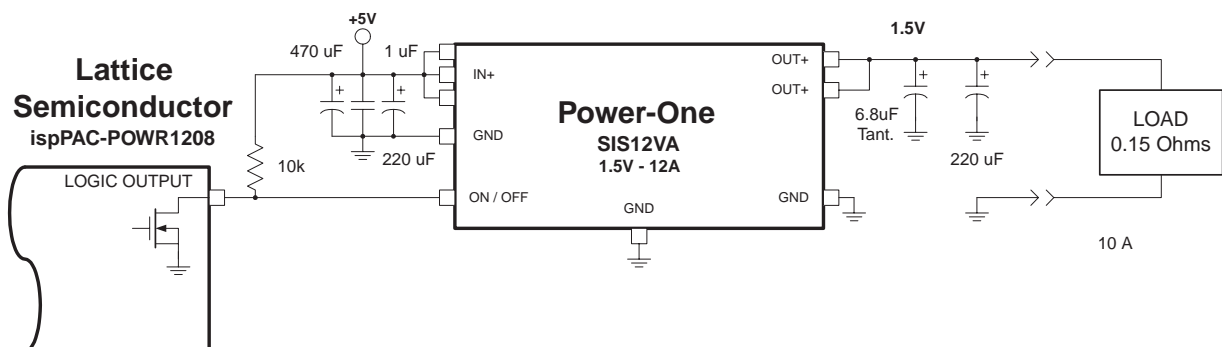 +5V
470 uF
1 uF
1.5V
Lattice
Semiconductor
ispPAC-POWR1208
IN+
OUT+
OUT+
Power-One
SIS12VA
1.5V - 12A
GND
220 uF
10k
6.8uF
Tant.
220 uF
LOAD
0.15 Ohms
LOGIC OUTPUT
ON / OFF
GND
GND
10 A